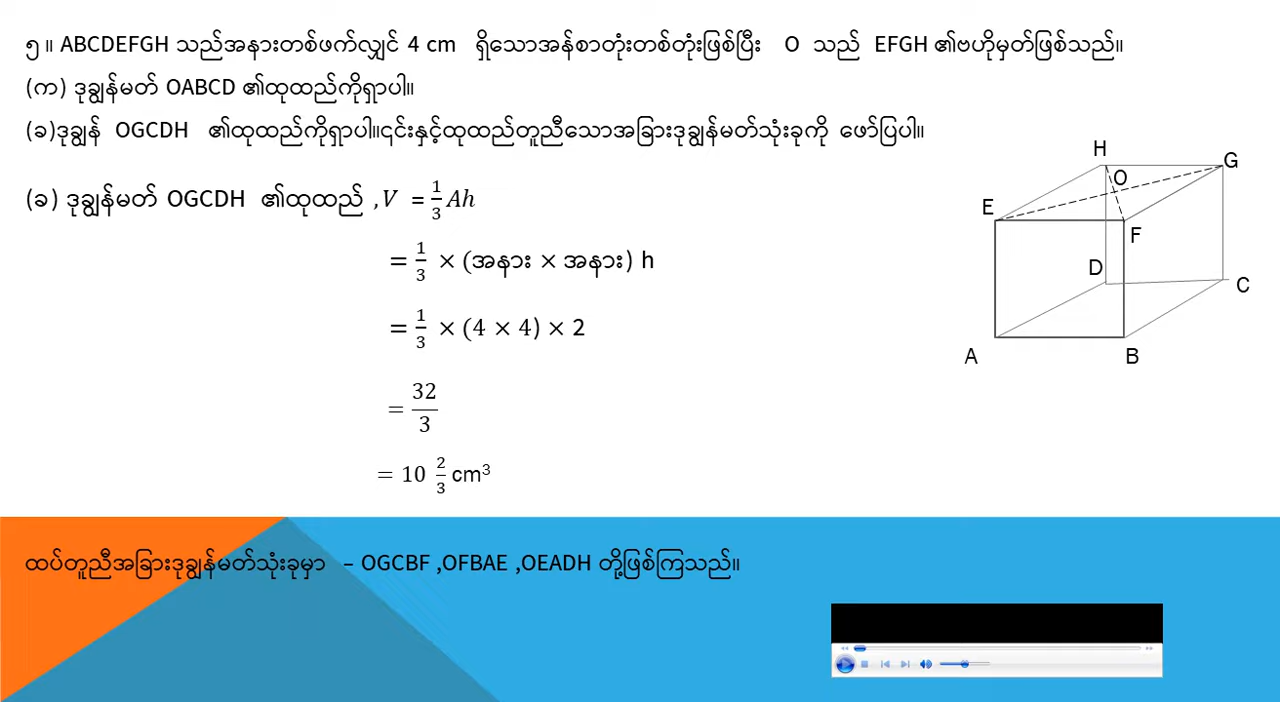 ၅။ ABCDEFGH သည်အနားတစ်ဖက်လျှင် 4 cm ရှိသောအန်စာတုံးတစ်တုံးဖြစ်ပြီး O သည် EFGH ၏ဗဟိုမှတ်ဖြစ်သည်။
(က) ဒုချွန်မတ် OABCD ၏ထုထည်ကိုရှာပါ။
(ခ)ဒုချွန် OGCDH ၏ထုထည်ကိုရှာပါ။၎င်းနှင့်ထုထည်တူညီသောအခြားဒုချွန်မတ်သုံးခုကို ဖော်ပြပါ။
(ခ) ဒုချွန်မတ် OGCDH ၏ထုထည် ,V = 1/3 Ah
= 1/3 × (အနား × အနား) h
= 1/3 × (4 × 4) × 2
= 32/3
= 10 2/3 cm³
H
G
O
E
F
D
C
A
B
ထပ်တူညီအခြားဒုချွန်မတ်သုံးခုမှာ – OGCBF ,OFBAE ,OEADH တို့ဖြစ်ကြသည်။